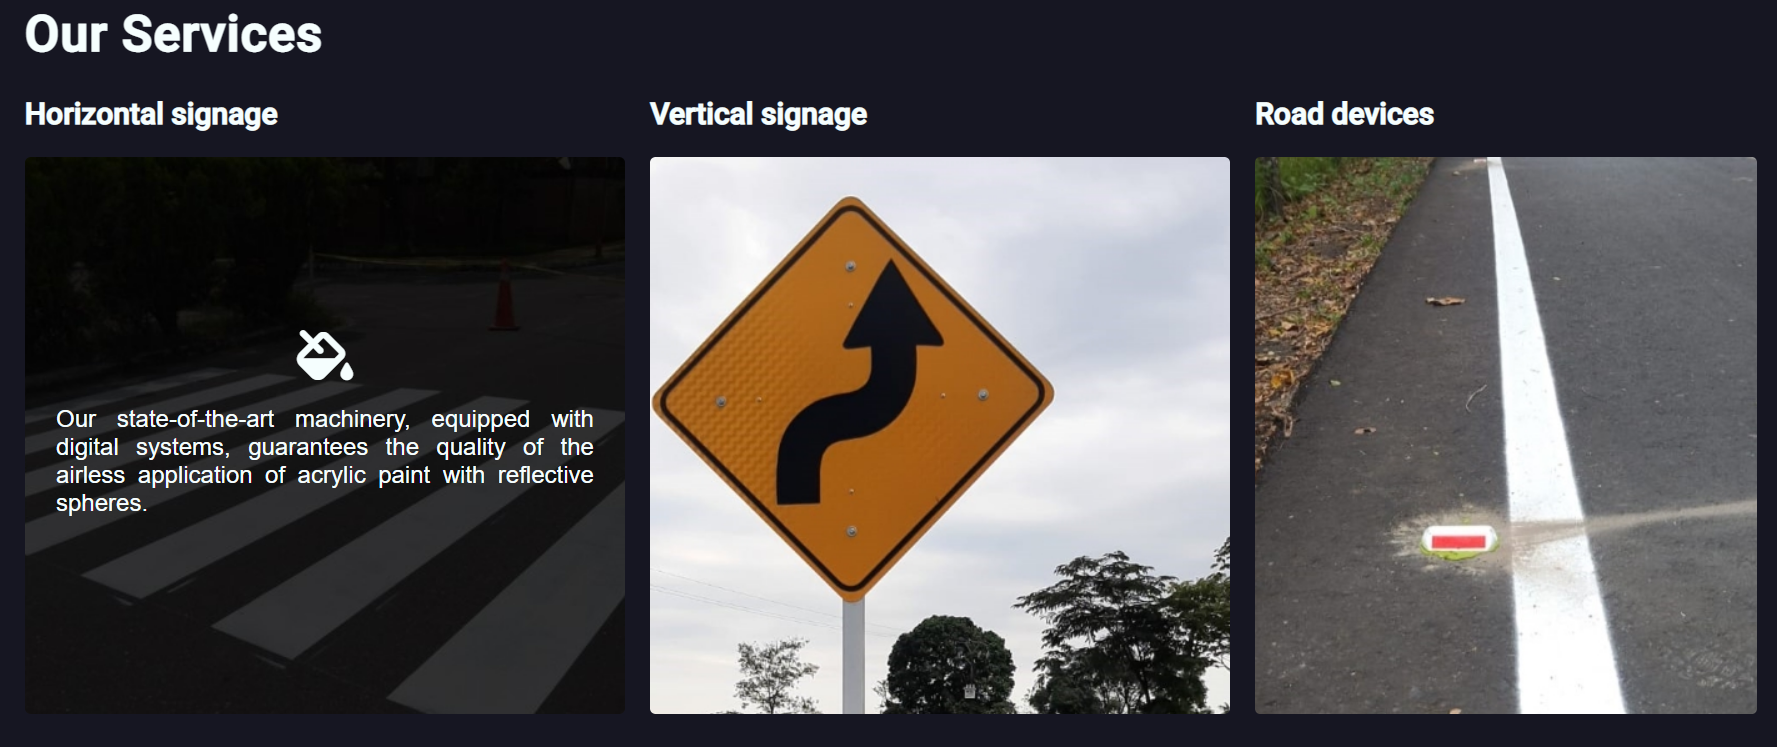 Our Services
Horizontal signage
Vertical signage
Road devices
Our state-of-the-art machinery, equipped with
digital systems, guarantees the quality of the
airless application of acrylic paint with reflective
spheres.